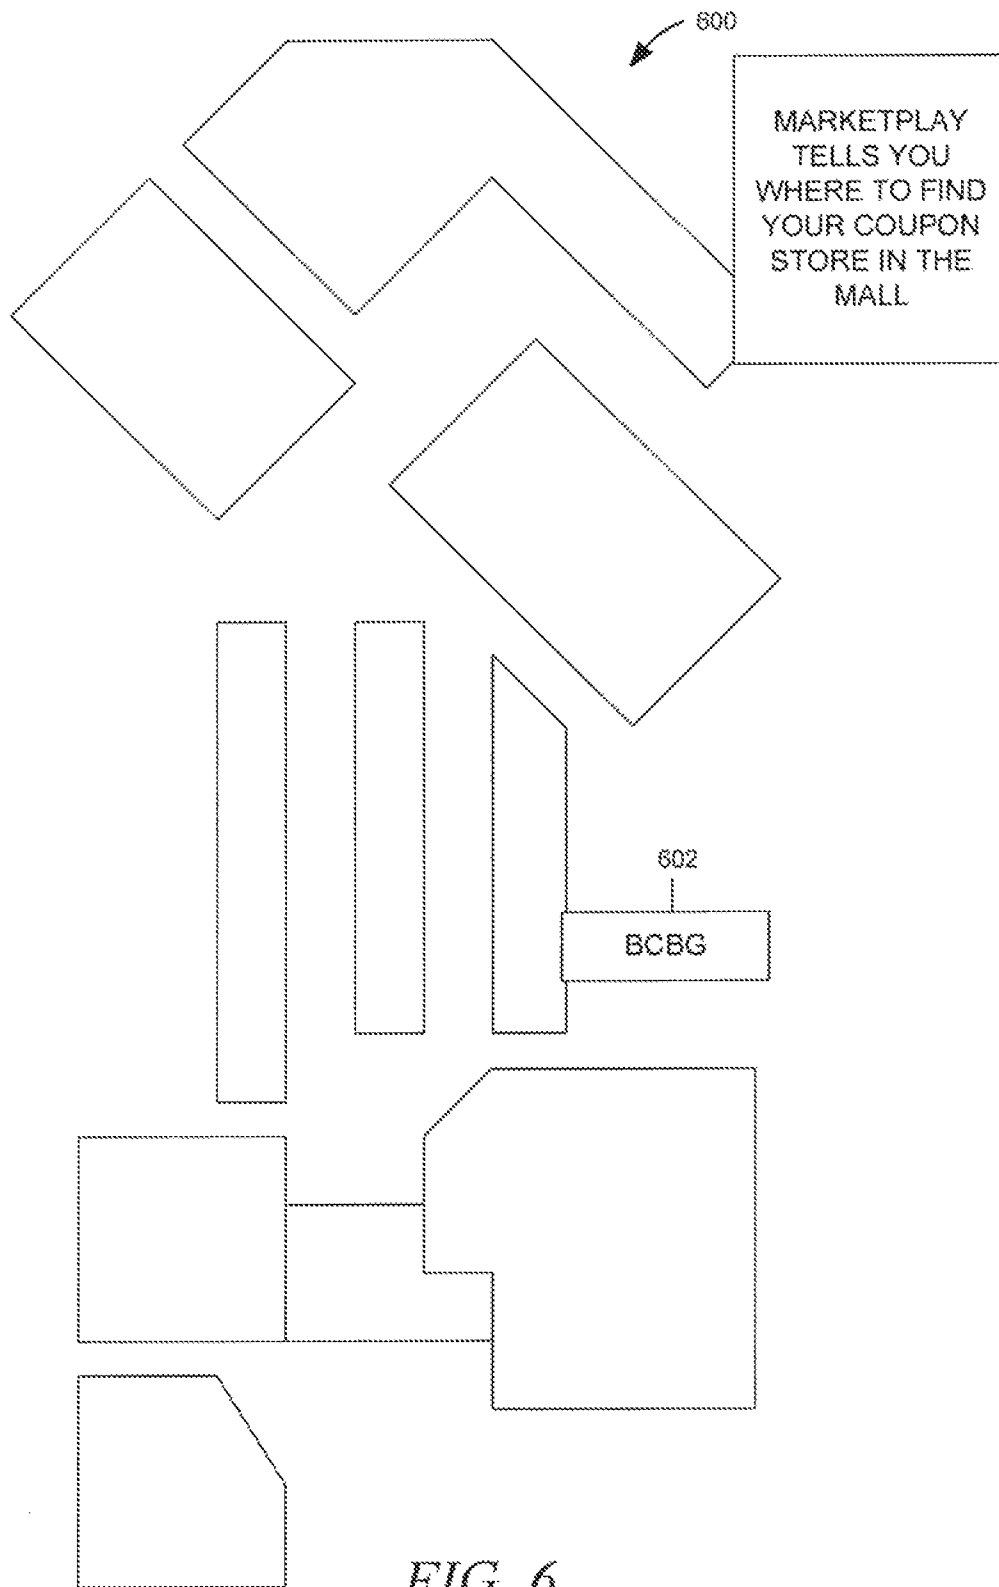 600
MARKETPLAY
TELLS YOU
WHERE TO FIND
YOUR COUPON
STORE IN THE
MALL
602
BCBG
FIG. 6